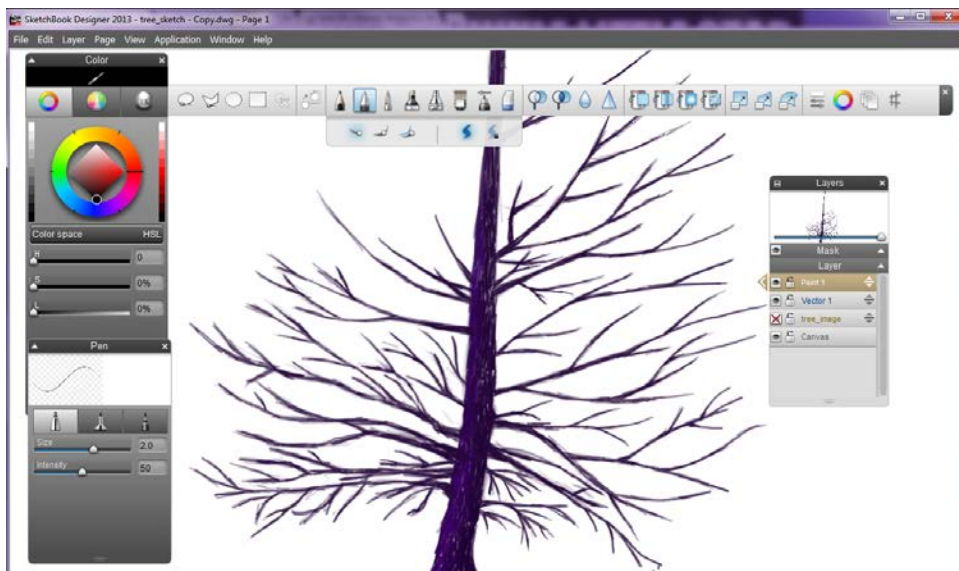 SketchBook Designer 2013 - tree_sketch - Copy.dwg - Page 1
File Edit Layer Page View Application Window Help
Color
Color space HSL
H 0
S 0%
L 0%
Pen
Size 2.0
Intensity 50
Layers
Mask
Layer
Paint 1
Vector 1
tree_image
Canvas